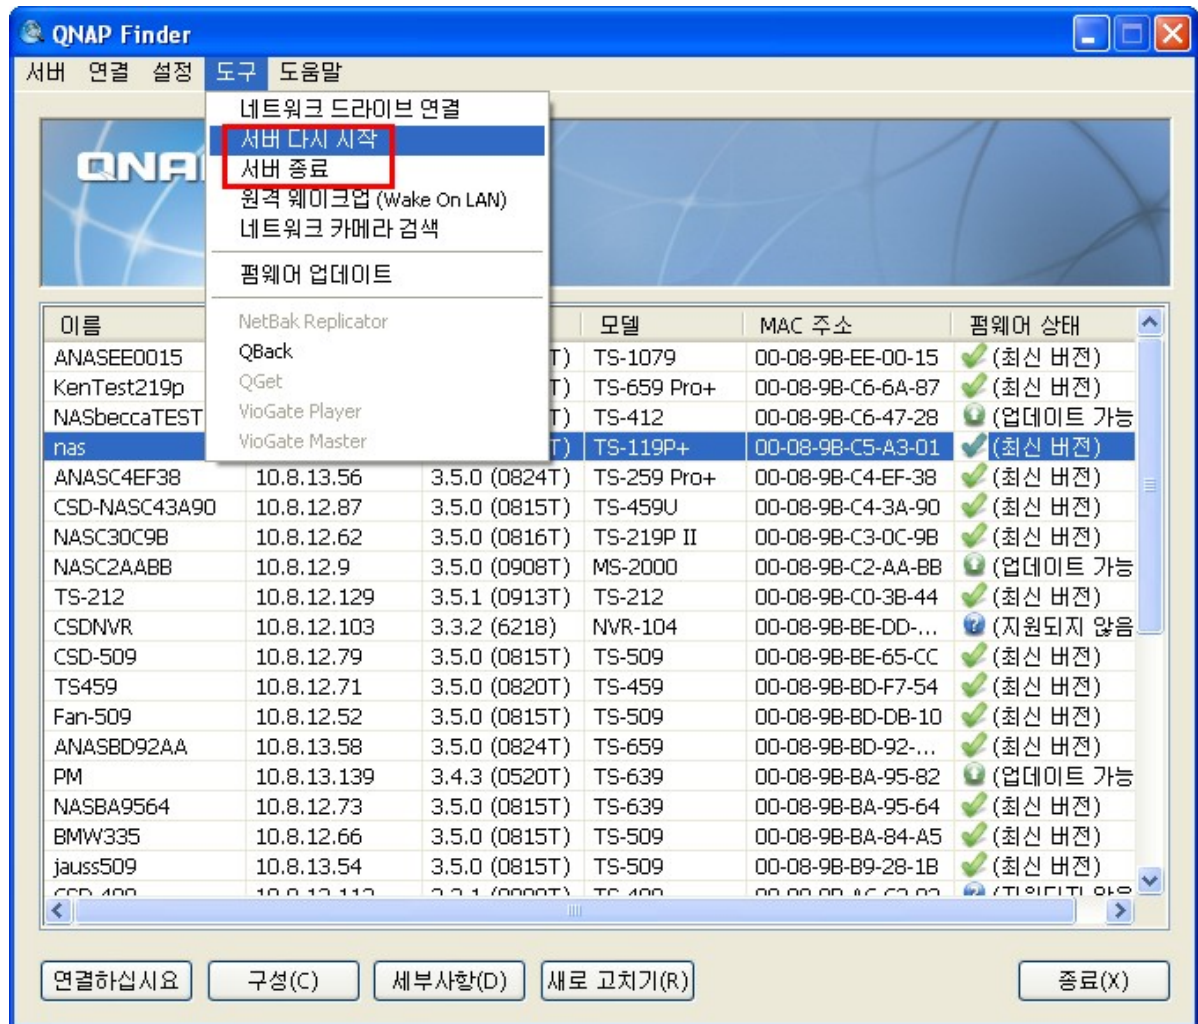 QNAP Finder
서버 연결 설정 도구 도움말
네트워크 드라이브 연결
서버 다시 시작
서버 종료
원격 웨이크업 (Wake On LAN)
네트워크 카메라 검색
펌웨어 업데이트
NetBak Replicator
QBack
QGet
VioGate Player
VioGate Master
QNA
이름 모델 MAC 주소 펌웨어 상태
ANASEE0015 T) TS-1079 00-08-9B-EE-00-15 (최신 버전)
KenTest219p T) TS-659 Pro+ 00-08-9B-C6-6A-87 (최신 버전)
NASbeccaTEST T) TS-412 00-08-9B-C6-47-28 (업데이트 가능
nas T) TS-119P+ 00-08-9B-C5-A3-01 (최신 버전)
ANASC4EF38 10.8.13.56 3.5.0 (0824T) TS-259 Pro+ 00-08-9B-C4-EF-38 (최신 버전)
CSD-NASC43A90 10.8.12.87 3.5.0 (0815T) TS-459U 00-08-9B-C4-3A-90 (최신 버전)
NASC30C9B 10.8.12.62 3.5.0 (0816T) TS-219P II 00-08-9B-C3-0C-9B (최신 버전)
NASC2AABB 10.8.12.9 3.5.0 (0908T) MS-2000 00-08-9B-C2-AA-BB (업데이트 가능
TS-212 10.8.12.129 3.5.1 (0913T) TS-212 00-08-9B-C0-3B-44 (최신 버전)
CSDNVR 10.8.12.103 3.3.2 (6218) NVR-104 00-08-9B-BE-DD-... (지원되지 않음
CSD-509 10.8.12.79 3.5.0 (0815T) TS-509 00-08-9B-BE-65-CC (최신 버전)
TS459 10.8.12.71 3.5.0 (0820T) TS-459 00-08-9B-BD-F7-54 (최신 버전)
Fan-509 10.8.12.52 3.5.0 (0815T) TS-509 00-08-9B-BD-DB-10 (최신 버전)
ANASBD92AA 10.8.13.58 3.5.0 (0824T) TS-659 00-08-9B-BD-92-... (최신 버전)
PM 10.8.13.139 3.4.3 (0520T) TS-639 00-08-9B-BA-95-82 (업데이트 가능
NASBA9564 10.8.12.73 3.5.0 (0815T) TS-639 00-08-9B-BA-95-64 (최신 버전)
BMW335 10.8.12.66 3.5.0 (0815T) TS-509 00-08-9B-BA-84-A5 (최신 버전)
jauss509 10.8.13.54 3.5.0 (0815T) TS-509 00-08-9B-B9-28-1B (최신 버전)
연결하십시요 구성(C) 세부사항(D) 새로 고치기(R) 종료(X)